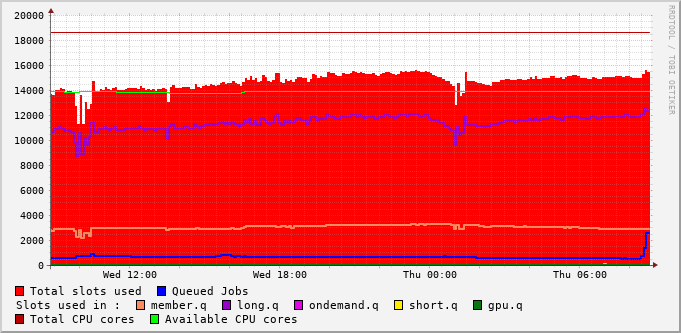 20000
18000
16000
14000
12000
10000
8000
6000
4000
2000
0
Wed 12:00 Wed 18:00 Thu 00:00 Thu 06:00
RRDTOOL / TOBI OETIKER
Total slots used Queued Jobs
Slots used in : member.q long.q ondemand.q short.q gpu.q
Total CPU cores Available CPU cores